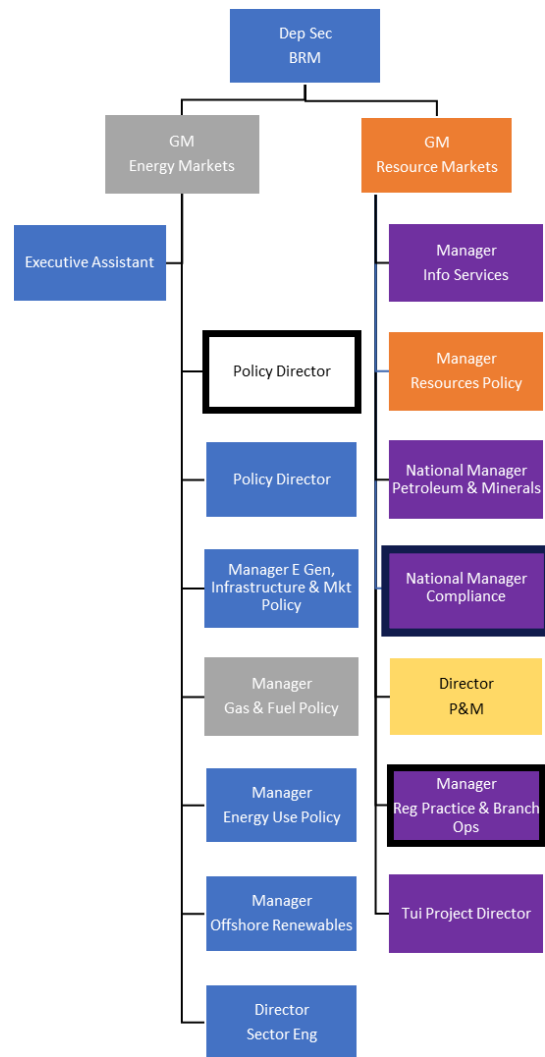 Dep Sec
BRM
GM
Energy Markets
GM
Resource Markets
Executive Assistant
Manager
Info Services
Policy Director
Manager
Resources Policy
Policy Director
National Manager
Petroleum & Minerals
Manager E Gen,
Infrastructure & Mkt
Policy
National Manager
Compliance
Manager
Gas & Fuel Policy
Director
P&M
Manager
Energy Use Policy
Manager
Reg Practice & Branch
Ops
Manager
Offshore Renewables
Tui Project Director
Director
Sector Eng